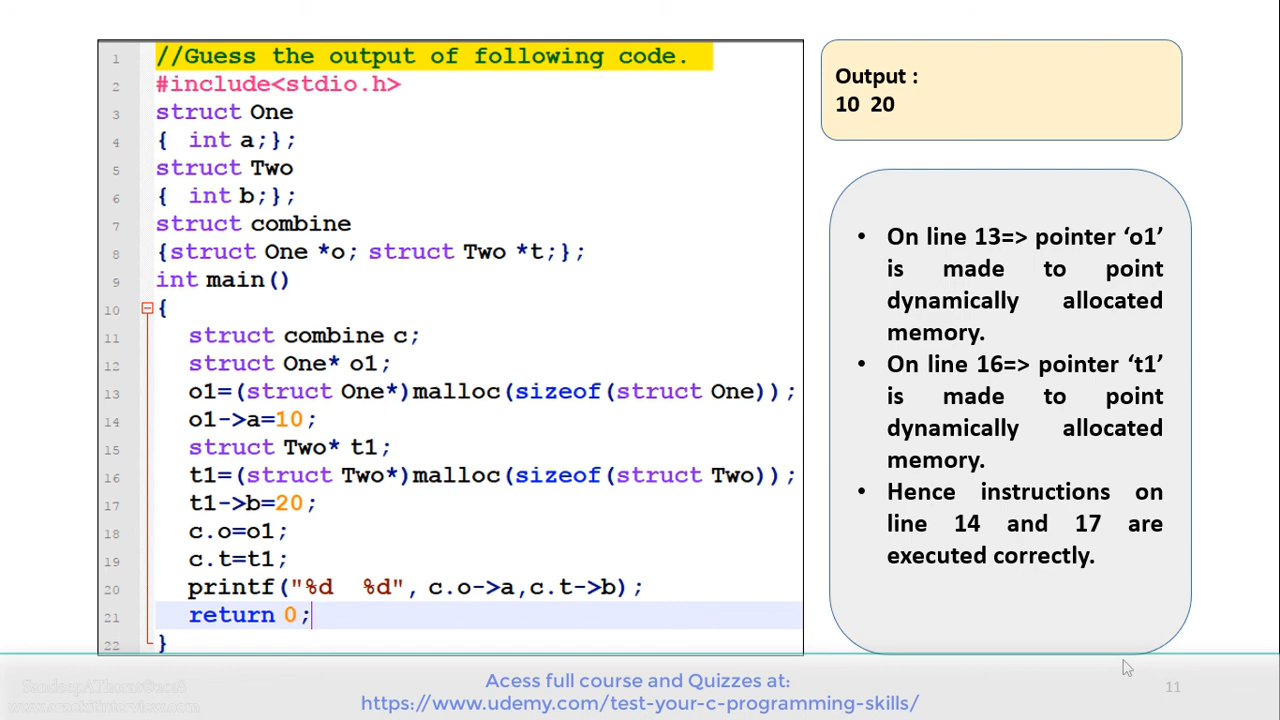 1 //Guess the output of following code.
2 #include<stdio.h>
3 struct One
4 { int a;};
5 struct Two
6 { int b;};
7 struct combine
8 {struct One *o; struct Two *t;};
9 int main()
10 {
11 struct combine c;
12 struct One* o1;
13 o1=(struct One*)malloc(sizeof(struct One));
14 o1->a=10;
15 struct Two* t1;
16 t1=(struct Two*)malloc(sizeof(struct Two));
17 t1->b=20;
18 c.o=o1;
19 c.t=t1;
20 printf("%d  %d", c.o->a,c.t->b);
21 return 0;
22 }
Output :
10 20
• On line 13=> pointer ‘o1’
is made to point
dynamically allocated
memory.
• On line 16=> pointer ‘t1’
is made to point
dynamically allocated
memory.
• Hence instructions on
line 14 and 17 are
executed correctly.
Acess full course and Quizzes at:
https://www.udemy.com/test-your-c-programming-skills/
11